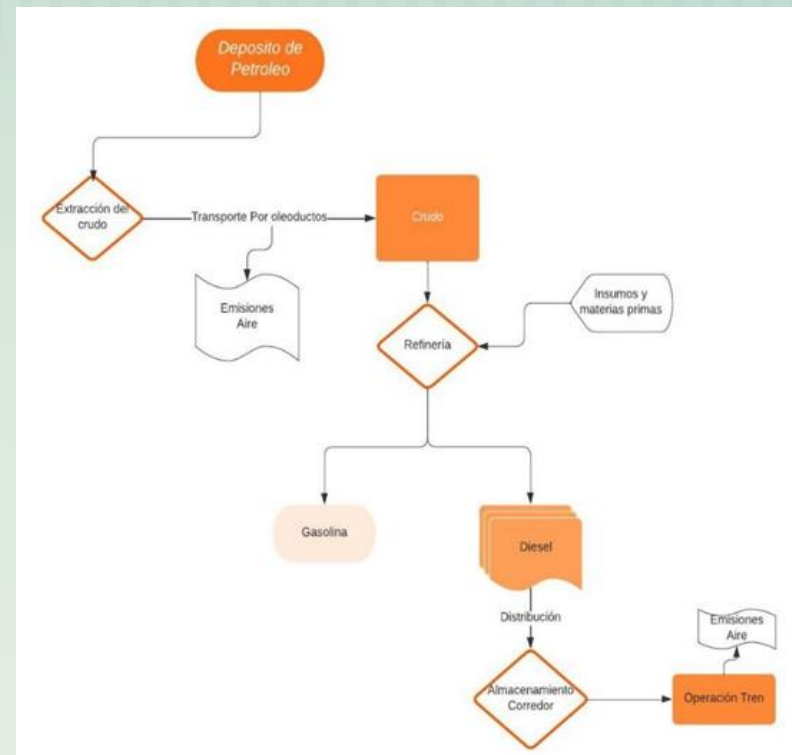 Deposito de
Petroleo
Extracción del
crudo
Transporte Por oleoductos
Crudo
Emisiones
Aire
Insumos y
materias primas
Refinería
Gasolina
Diesel
Distribución
Emisiones
Aire
Almacenamiento
Corredor
Operación Tren